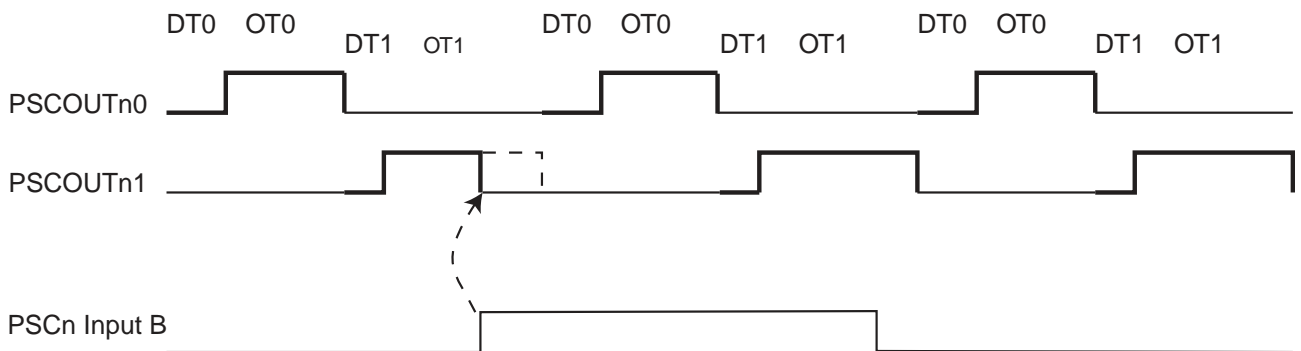 DT0 OT0 DT0 OT0 DT0 OT0
DT1 OT1 DT1 OT1 DT1 OT1
PSCOUTn0
PSCOUTn1
PSCn Input B